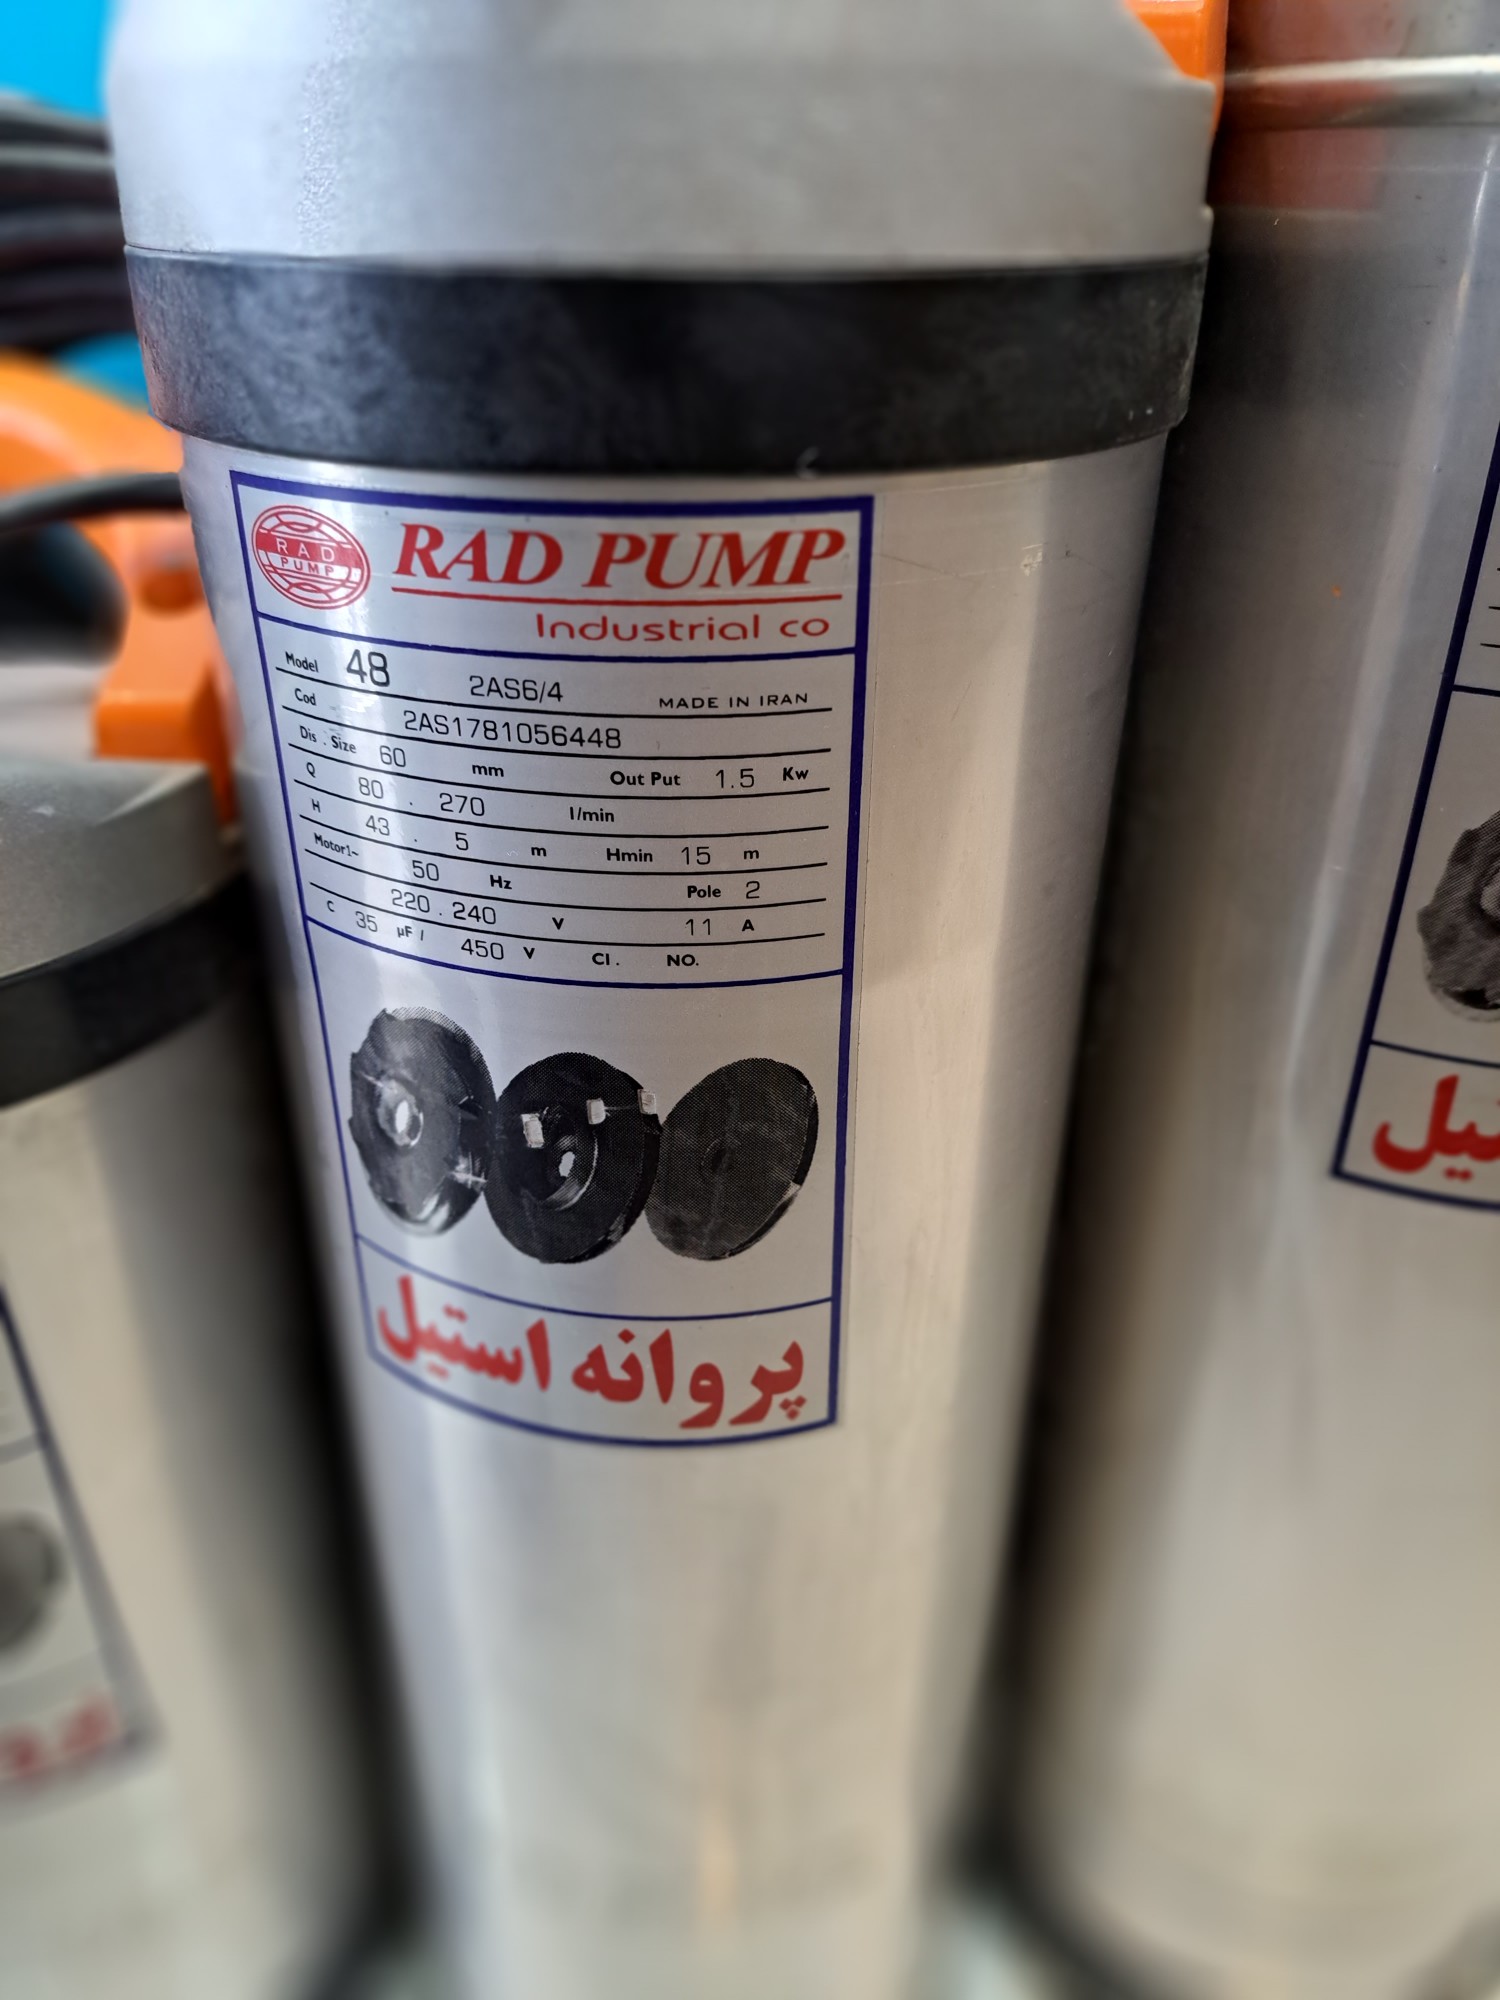 RAD
PUMP
RAD PUMP
Industrial co
Model 48 2AS6/4 MADE IN IRAN
Cod 2AS1781056448
Dis . Size 60 mm Out Put 1.5 Kw
Q 80 . 270 l/min
H 43 . 5 m Hmin 15 m
Motor1~ 50 Hz Pole 2
220 . 240 V 11 A
C 35 µF / 450 V Cl . NO.
پروانه استیل